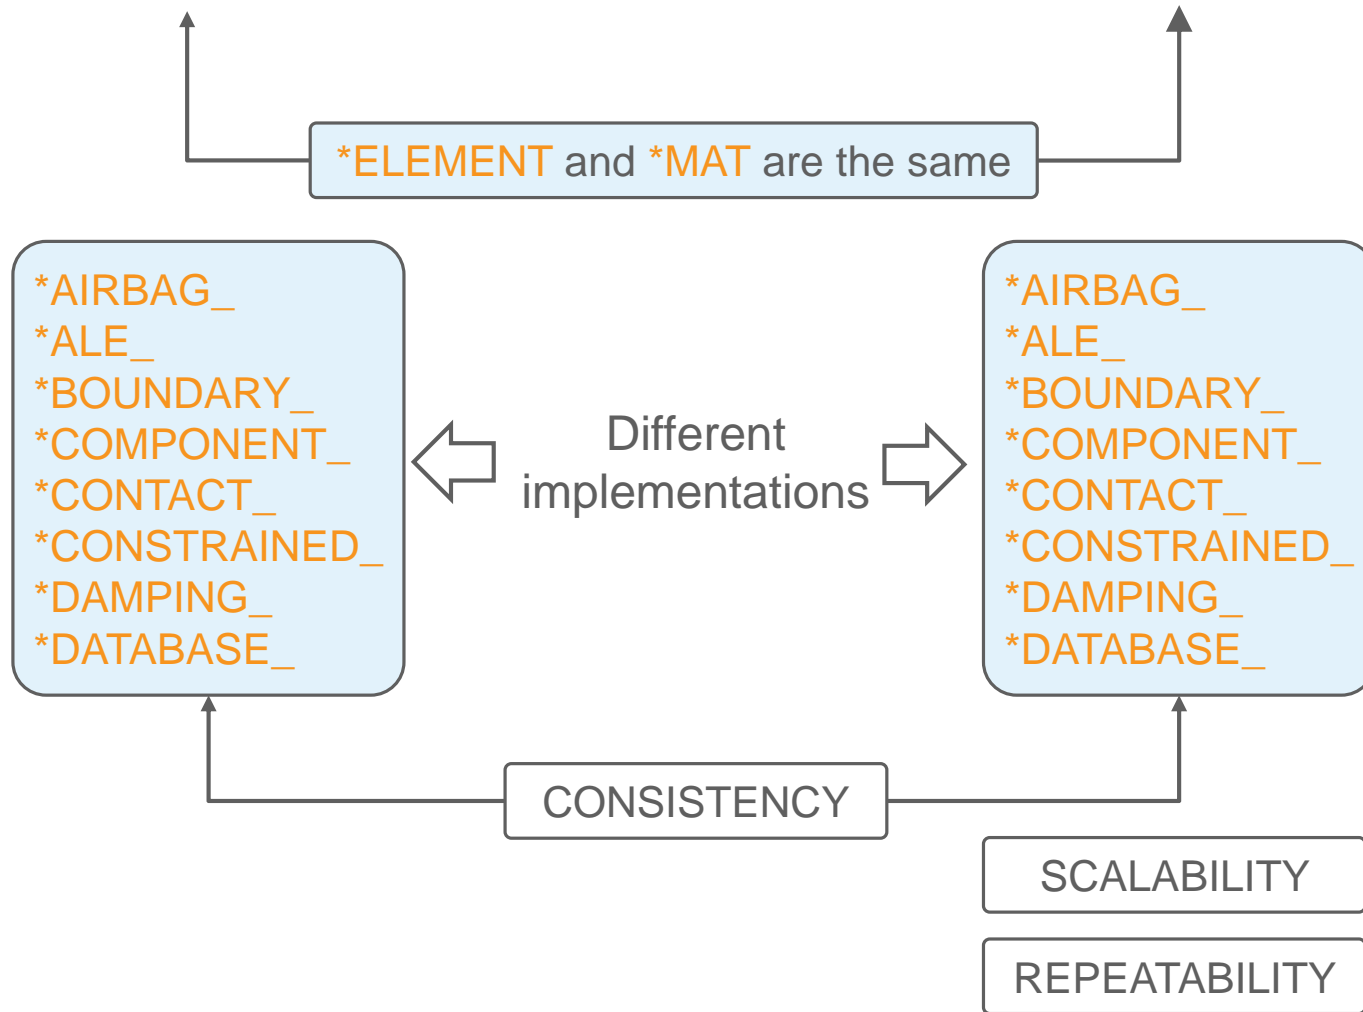 *ELEMENT and *MAT are the same
*AIRBAG_
*ALE_
*BOUNDARY_
*COMPONENT_
*CONTACT_
*CONSTRAINED_
*DAMPING_
*DATABASE_
Different
implementations
*AIRBAG_
*ALE_
*BOUNDARY_
*COMPONENT_
*CONTACT_
*CONSTRAINED_
*DAMPING_
*DATABASE_
CONSISTENCY
SCALABILITY
REPEATABILITY